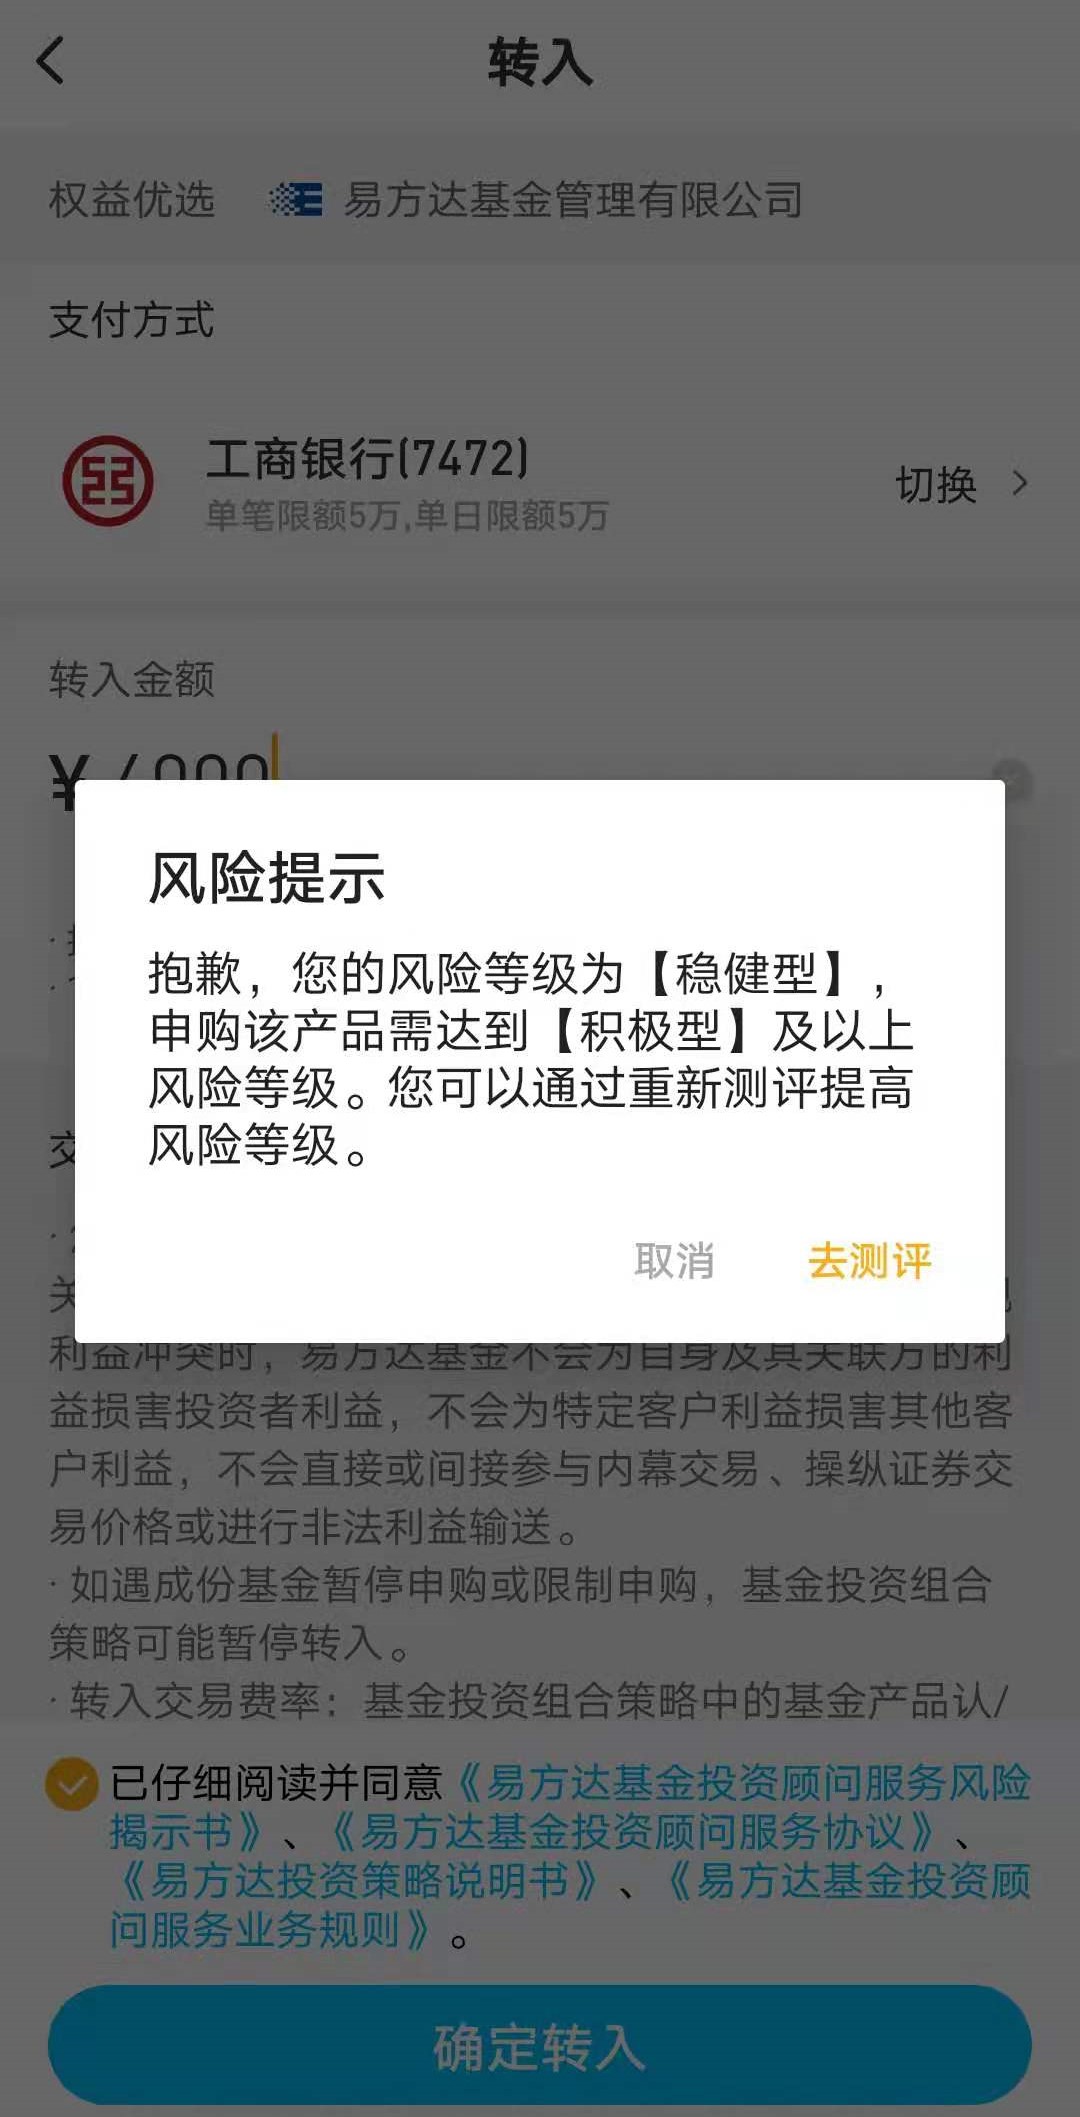 转入
权益优选 易方达基金管理有限公司
支付方式
工商银行(7472)
单笔限额5万,单日限额5万
切换
转入金额
¥
风险提示
抱歉，您的风险等级为【稳健型】，
申购该产品需达到【积极型】及以上
风险等级。您可以通过重新测评提高
风险等级。
取消 去测评
交
关
利益冲突时，易方达基金不会为自身及其关联方的利
益损害投资者利益，不会为特定客户利益损害其他客
户利益，不会直接或间接参与内幕交易、操纵证券交
易价格或进行非法利益输送。
· 如遇成份基金暂停申购或限制申购，基金投资组合
策略可能暂停转入。
· 转入交易费率：基金投资组合策略中的基金产品认/
已仔细阅读并同意《易方达基金投资顾问服务风险
揭示书》、《易方达基金投资顾问服务协议》、
《易方达投资策略说明书》、《易方达基金投资顾
问服务业务规则》。
确定转入